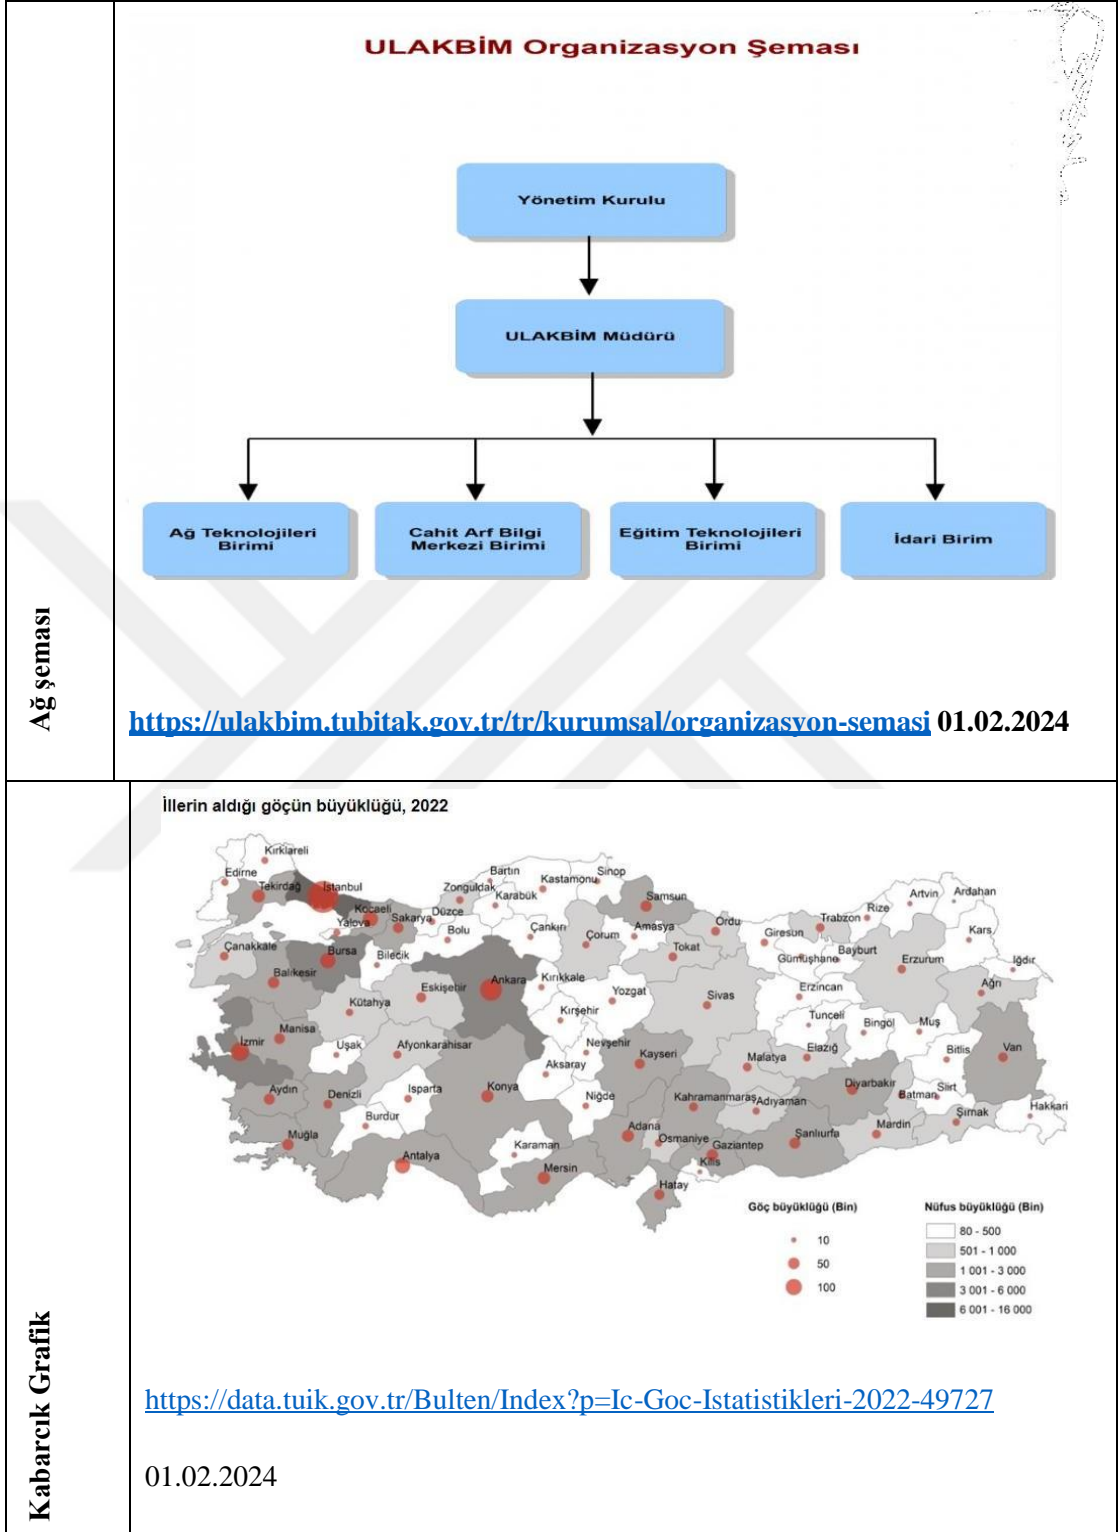 ULAKBİM Organizasyon Şeması
Yönetim Kurulu
ULAKBİM Müdürü
Ağ Teknolojileri
Birimi
Cahit Arf Bilgi
Merkezi Birimi
Eğitim Teknolojileri
Birimi
İdari Birim
Ağ şeması
https://ulakbim.tubitak.gov.tr/tr/kurumsal/organizasyon-semasi 01.02.2024
İllerin aldığı göçün büyüklüğü, 2022
Kırklareli
Edirne
Tekirdağ
İstanbul
Kocaeli
Yalova
Sakarya
Düzce
Zonguldak
Bartın
Karabük
Kastamonu
Sinop
Samsun
Bolu
Çankırı
Çorum
Amasya
Tokat
Ordu
Giresun
Trabzon
Rize
Artvin
Ardahan
Kars
Gümüşhane
Bayburt
Erzurum
Iğdır
Ağrı
Çanakkale
Balıkesir
Bursa
Bilecik
Kütahya
Eskişehir
Ankara
Kırıkkale
Kırşehir
Yozgat
Sivas
Erzincan
Tunceli
Bingöl
Muş
Bitlis
Van
İzmir
Manisa
Uşak
Afyonkarahisar
Aksaray
Nevşehir
Kayseri
Malatya
Elazığ
Diyarbakır
Batman
Siirt
Şırnak
Hakkari
Aydın
Denizli
Isparta
Burdur
Konya
Niğde
Kahramanmaraş
Adıyaman
Şanlıurfa
Mardin
Muğla
Antalya
Karaman
Mersin
Adana
Osmaniye
Gaziantep
Kilis
Hatay
Göç büyüklüğü (Bin)
10
50
100
Nüfus büyüklüğü (Bin)
80 - 500
501 - 1 000
1 001 - 3 000
3 001 - 6 000
6 001 - 16 000
Kabarcık Grafik
https://data.tuik.gov.tr/Bulten/Index?p=Ic-Goc-Istatistikleri-2022-49727
01.02.2024